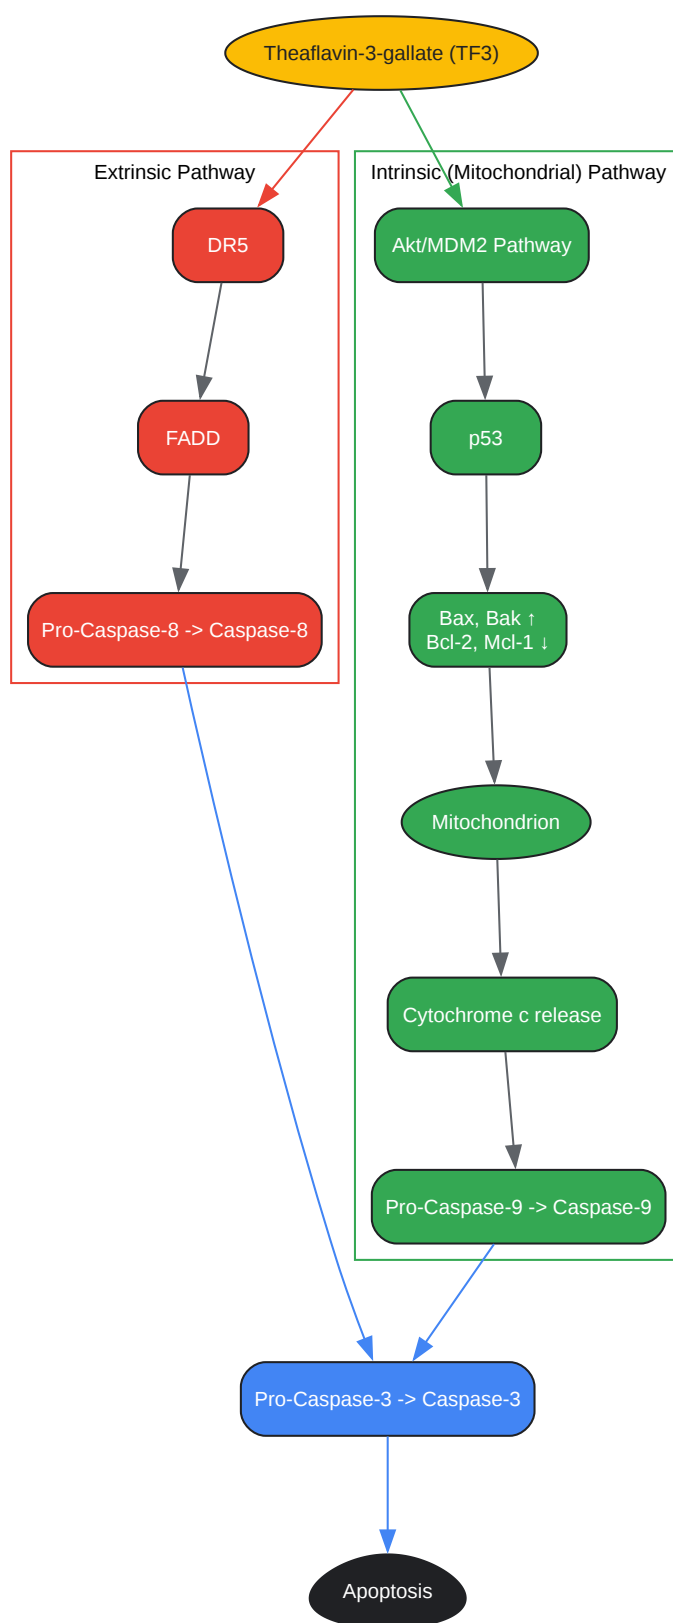 Theaflavin-3-gallate (TF3)
Extrinsic Pathway
DR5
FADD
Pro-Caspase-8 -> Caspase-8
Intrinsic (Mitochondrial) Pathway
Akt/MDM2 Pathway
p53
Bax, Bak ↑
Bcl-2, Mcl-1 ↓
Mitochondrion
Cytochrome c release
Pro-Caspase-9 -> Caspase-9
Pro-Caspase-3 -> Caspase-3
Apoptosis